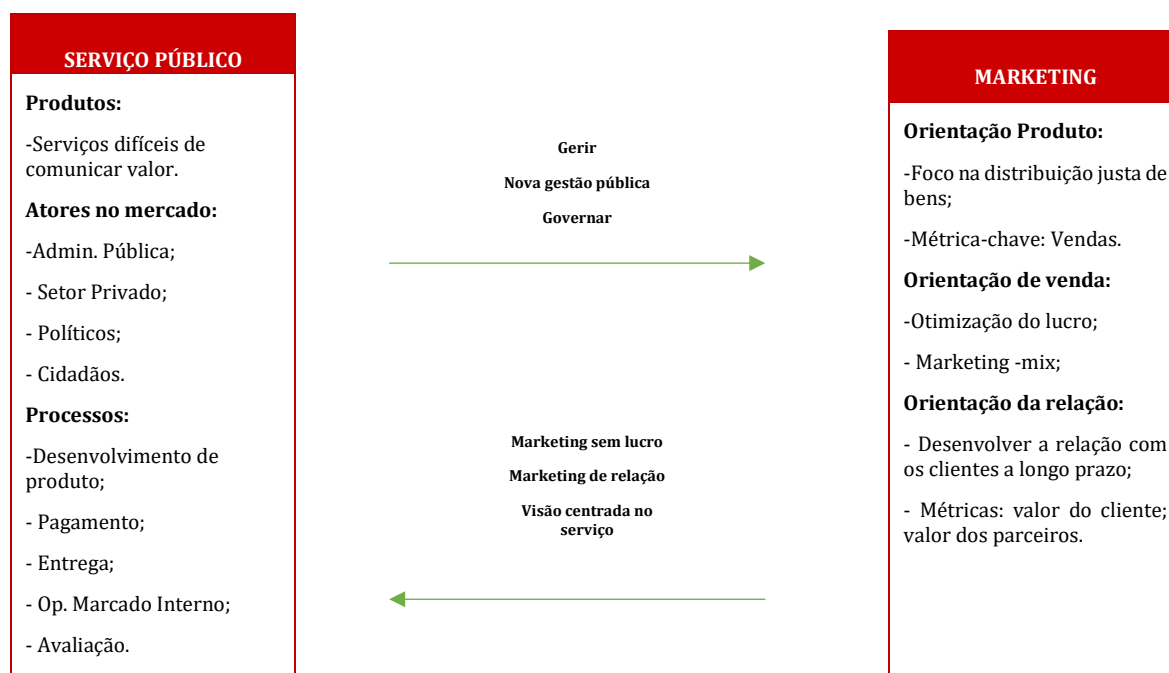 SERVIÇO PÚBLICO
Produtos:
-Serviços difíceis de
comunicar valor.
Atores no mercado:
-Admin. Pública;
- Setor Privado;
- Políticos;
- Cidadãos.
Processos:
-Desenvolvimento de
produto;
- Pagamento;
- Entrega;
- Op. Marcado Interno;
- Avaliação.
Gerir
Nova gestão pública
Governar
Marketing sem lucro
Marketing de relação
Visão centrada no
serviço
MARKETING
Orientação Produto:
-Foco na distribuição justa de
bens;
-Métrica-chave: Vendas.
Orientação de venda:
-Otimização do lucro;
- Marketing -mix;
Orientação da relação:
- Desenvolver a relação com
os clientes a longo prazo;
- Métricas: valor do cliente;
valor dos parceiros.